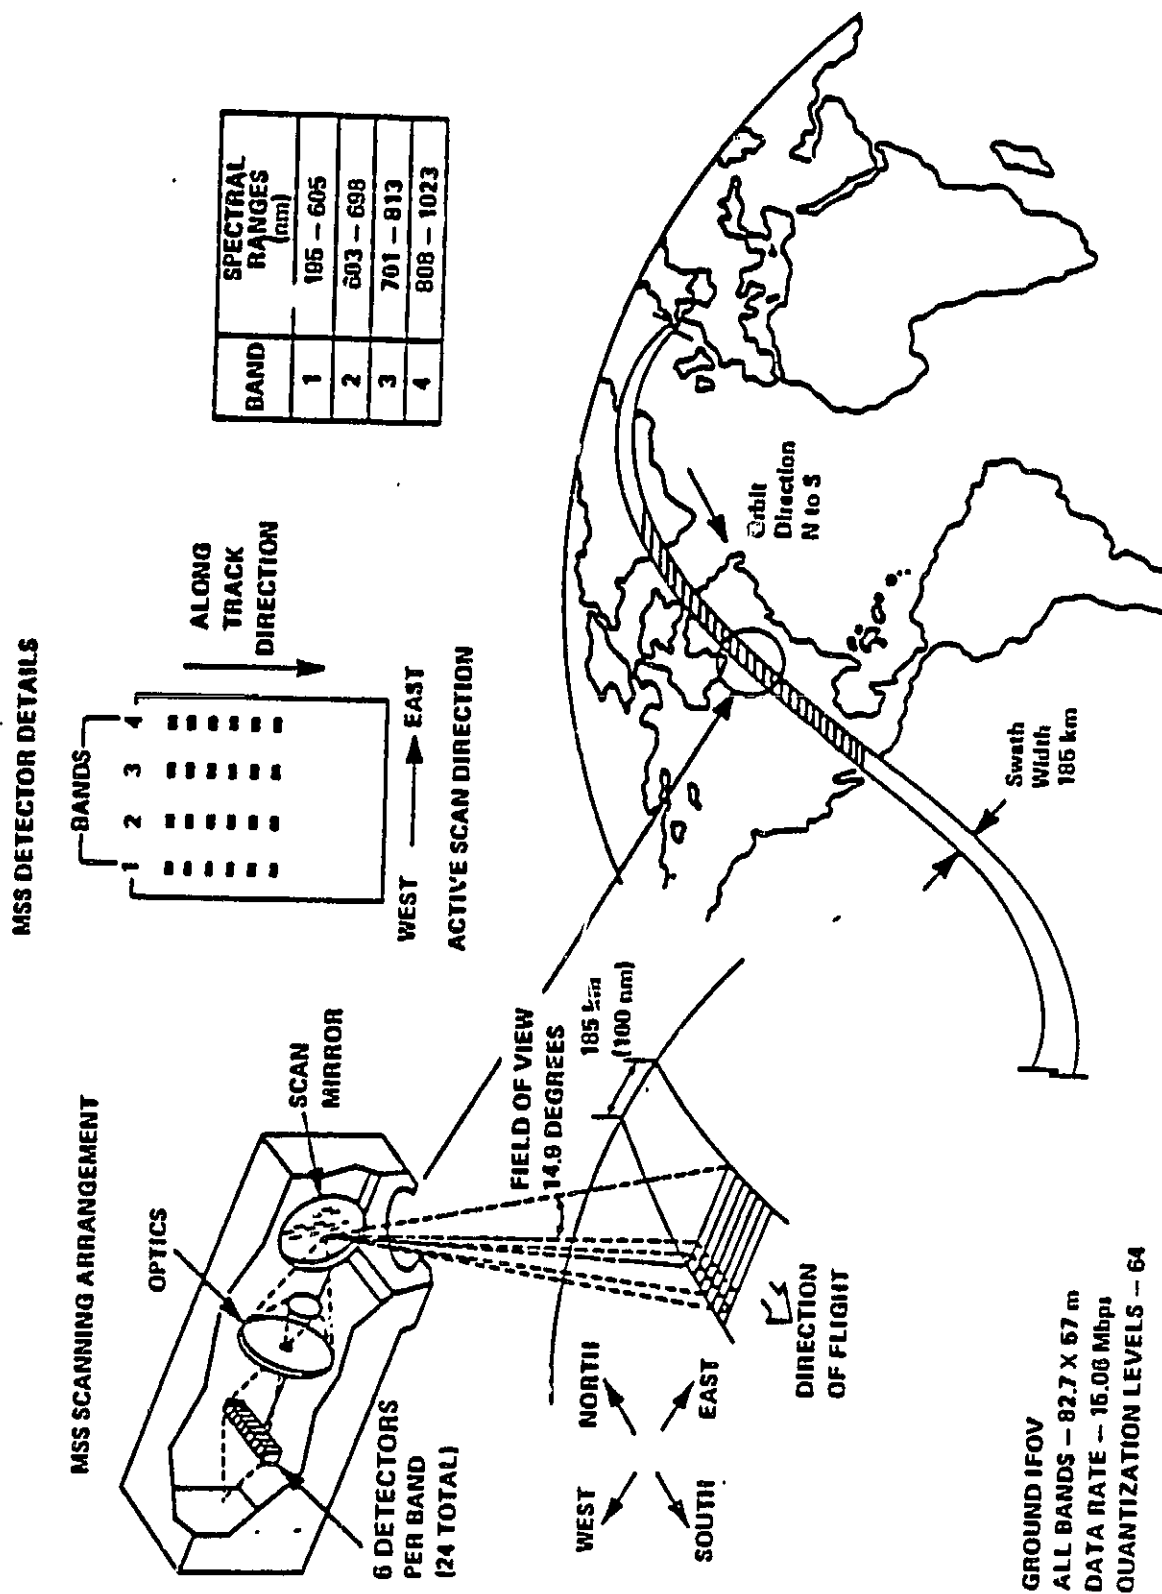 MSS SCANNING ARRANGEMENT
OPTICS
SCAN
MIRROR
6 DETECTORS
PER BAND
(24 TOTAL)
FIELD OF VIEW
14.9 DEGREES
185 km
(100 nm)
WEST
NORTH
SOUTH
EAST
DIRECTION
OF FLIGHT
GROUND IFOV
ALL BANDS – 82.7 X 57 m
DATA RATE – 15.06 Mbps
QUANTIZATION LEVELS – 64
MSS DETECTOR DETAILS
BANDS
1 2 3 4
ALONG
TRACK
DIRECTION
WEST EAST
ACTIVE SCAN DIRECTION
BAND SPECTRAL
RANGES
(nm)
1 195 – 605
2 603 – 698
3 701 – 813
4 808 – 1023
Orbit
Direction
N to S
Swath
Width
185 km